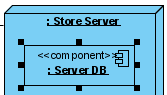 : Store Server
<<component>>
: Server DB